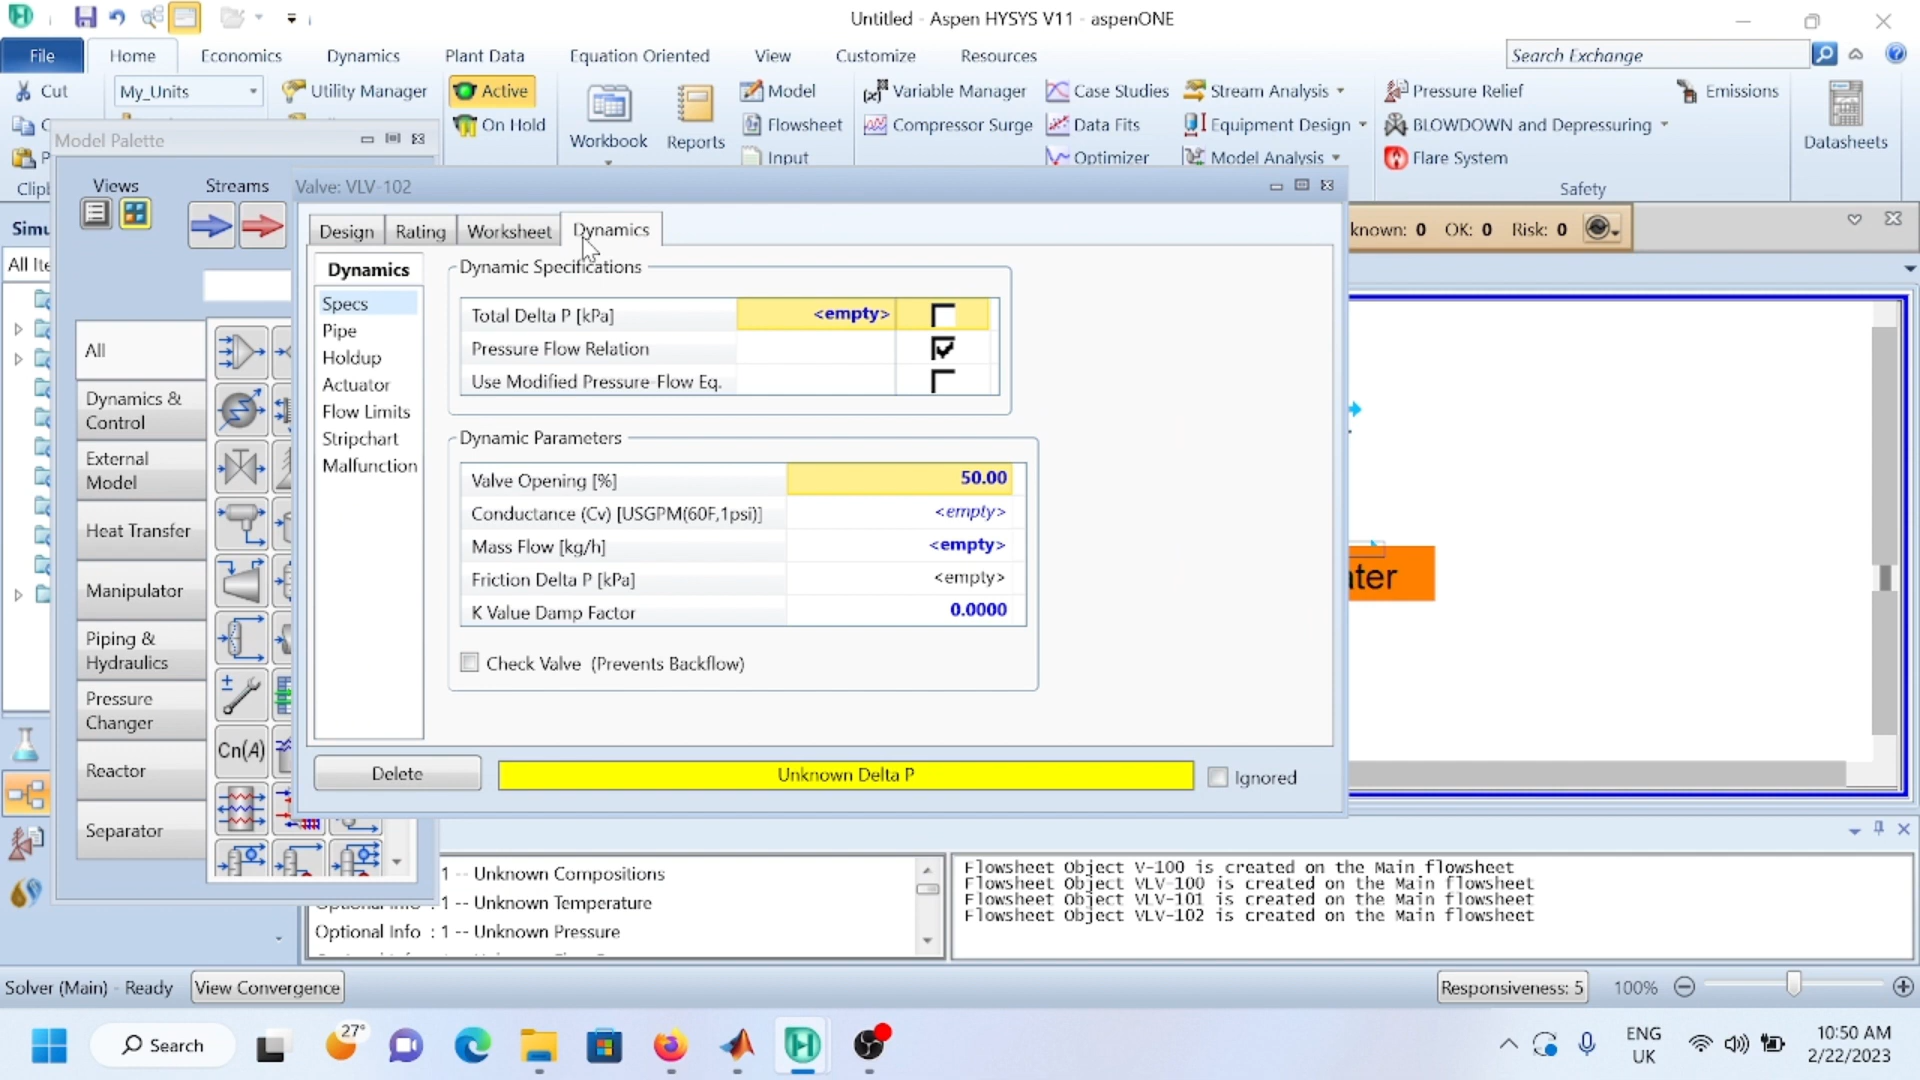 Untitled - Aspen HYSYS V11 - aspenONE
File Home Economics Dynamics Plant Data Equation Oriented View Customize Resources Search Exchange
Cut My_Units Utility Manager Active Model Variable Manager Case Studies Stream Analysis Pressure Relief Emissions
On Hold Workbook Reports Flowsheet Compressor Surge Data Fits Equipment Design BLOWDOWN and Depressuring Datasheets
Input Optimizer Model Analysis Flare System
Safety
Model Palette
Views Streams
All
Dynamics & Control
External Model
Heat Transfer
Manipulator
Piping & Hydraulics
Pressure Changer
Reactor
Separator
Cn(A)
Valve: VLV-102
Design Rating Worksheet Dynamics
Dynamics
Specs
Pipe
Holdup
Actuator
Flow Limits
Stripchart
Malfunction
Dynamic Specifications
Total Delta P [kPa] <empty>
Pressure Flow Relation
Use Modified Pressure-Flow Eq.
Dynamic Parameters
Valve Opening [%] 50.00
Conductance (Cv) [USGPM(60F,1psi)] <empty>
Mass Flow [kg/h] <empty>
Friction Delta P [kPa] <empty>
K Value Damp Factor 0.0000
Check Valve (Prevents Backflow)
Delete Unknown Delta P Ignored
known: 0 OK: 0 Risk: 0
ater
1 -- Unknown Compositions
Optional Info : 1 -- Unknown Temperature
Optional Info : 1 -- Unknown Pressure
Flowsheet Object V-100 is created on the Main flowsheet
Flowsheet Object VLV-100 is created on the Main flowsheet
Flowsheet Object VLV-101 is created on the Main flowsheet
Flowsheet Object VLV-102 is created on the Main flowsheet
Solver (Main) - Ready View Convergence Responsiveness: 5 100%
Search 27° ENG UK 10:50 AM 2/22/2023